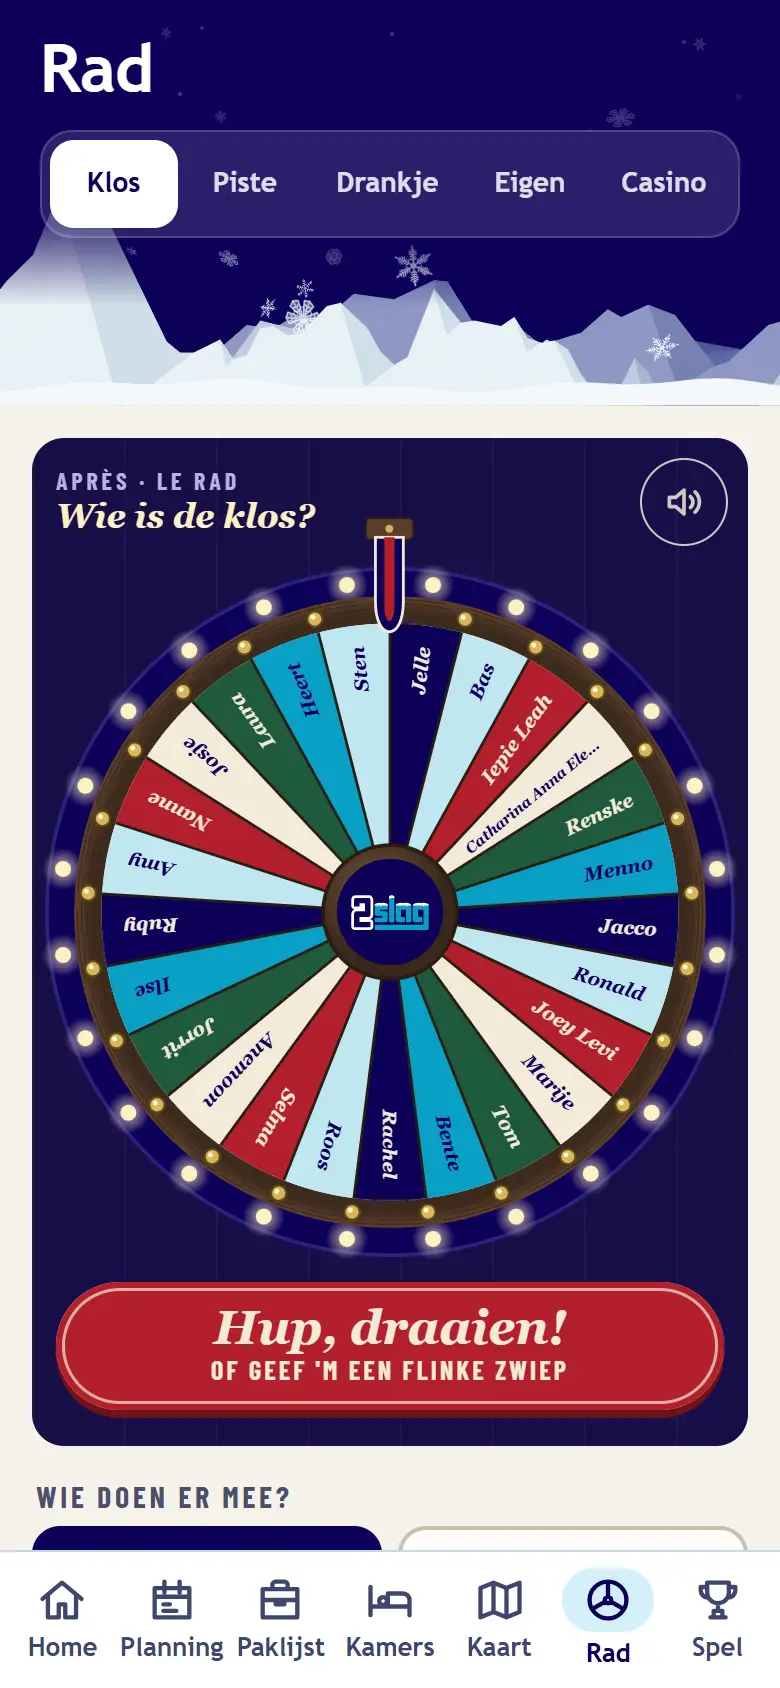 Rad
Klos
Piste
Drankje
Eigen
Casino
APRÈS · LE RAD
Wie is de klos?
Jelle
Bas
Iepie Leah
Catharina Anna Ele...
Renske
Menno
Jacco
Ronald
Joey Levi
Marije
Tom
Bente
Rachel
Roos
Selma
Anemoon
Jorrit
Ilse
Ruby
Amy
Nanne
Josje
Laura
Heert
Sten
2slag
Hup, draaien!
OF GEEF 'M EEN FLINKE ZWIEP
WIE DOEN ER MEE?
Home
Planning
Paklijst
Kamers
Kaart
Rad
Spel